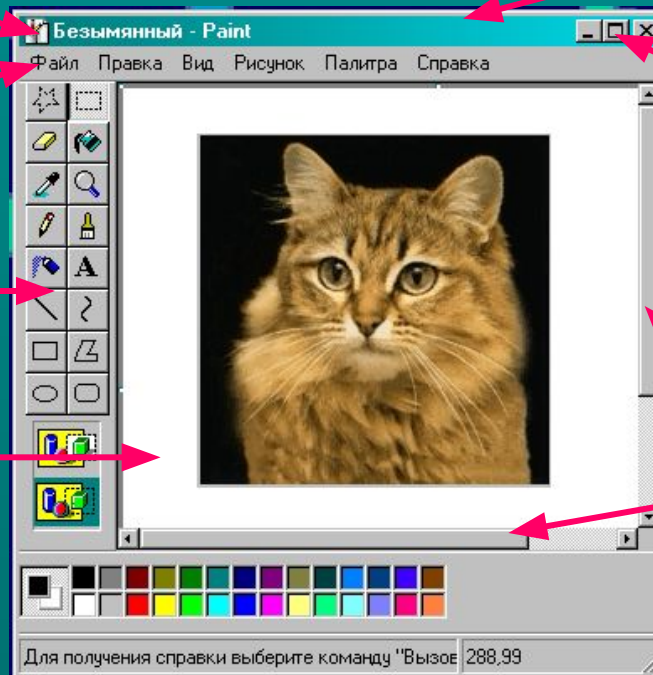 Безымянный - Paint
Файл Правка Вид Рисунок Палитра Справка
A
Для получения справки выберите команду "Вызов 288,99